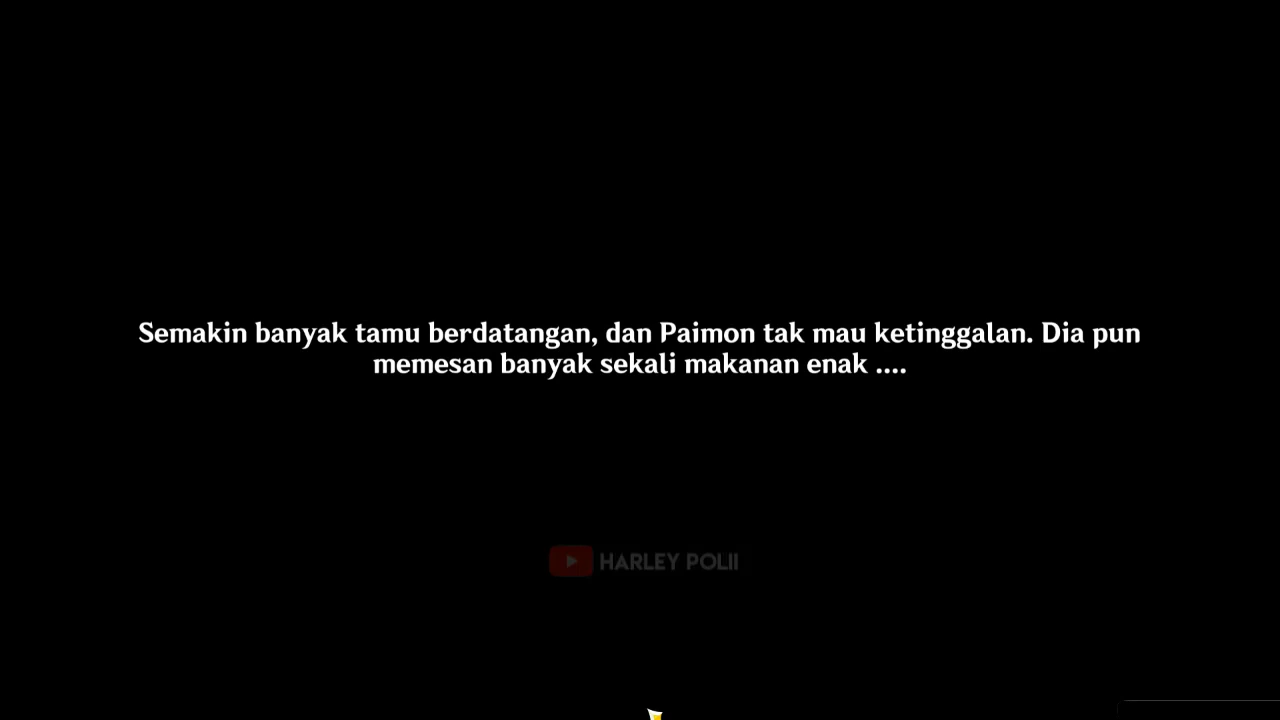 Semakin banyak tamu berdatangan, dan Paimon tak mau ketinggalan. Dia pun
memesan banyak sekali makanan enak ....
HARLEY POLII